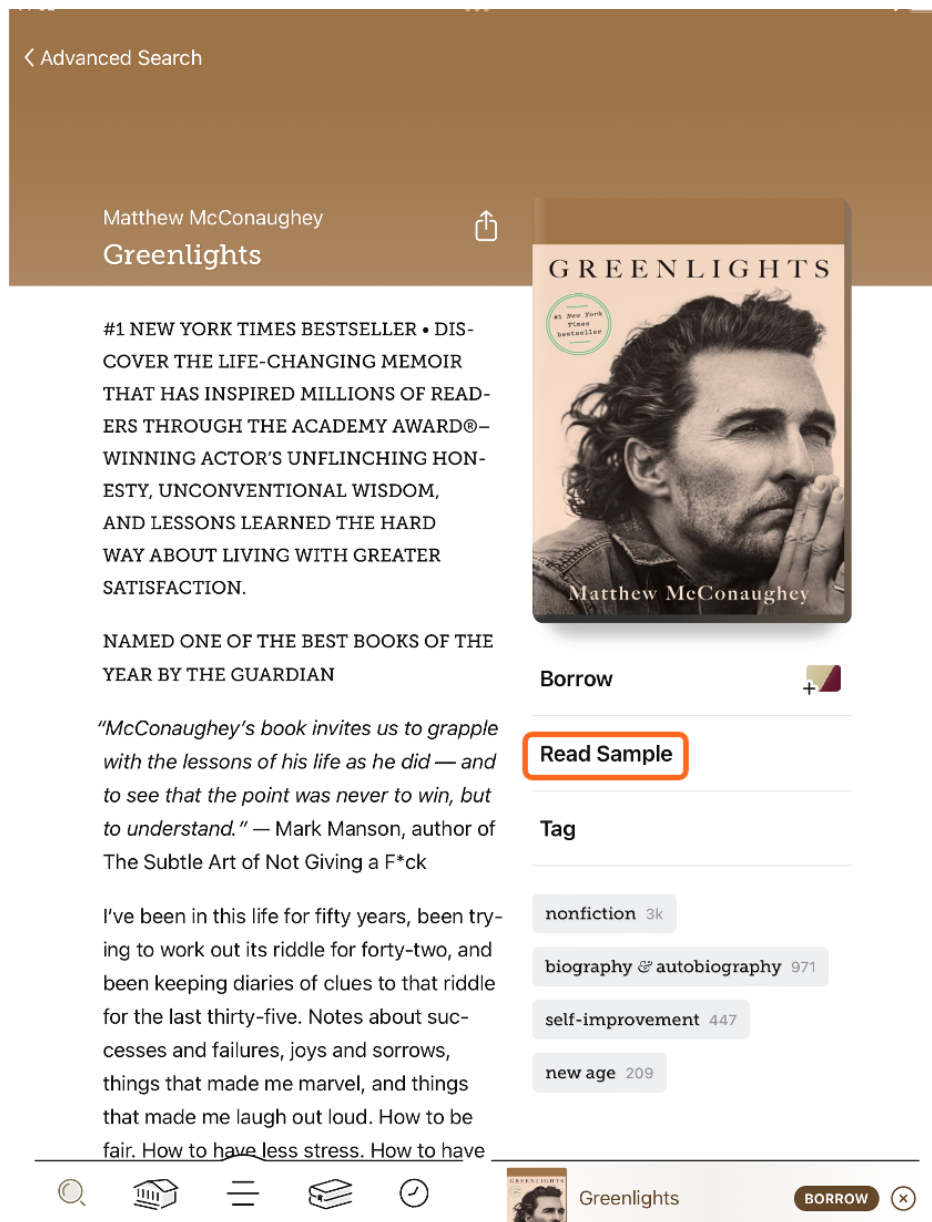 Advanced Search
Matthew McConaughey
Greenlights
#1 NEW YORK TIMES BESTSELLER • DIS-
COVER THE LIFE-CHANGING MEMOIR
THAT HAS INSPIRED MILLIONS OF READ-
ERS THROUGH THE ACADEMY AWARD®–
WINNING ACTOR’S UNFLINCHING HON-
ESTY, UNCONVENTIONAL WISDOM,
AND LESSONS LEARNED THE HARD
WAY ABOUT LIVING WITH GREATER
SATISFACTION.
NAMED ONE OF THE BEST BOOKS OF THE
YEAR BY THE GUARDIAN
“McConaughey’s book invites us to grapple
with the lessons of his life as he did — and
to see that the point was never to win, but
to understand.” — Mark Manson, author of
The Subtle Art of Not Giving a F*ck
I’ve been in this life for fifty years, been try-
ing to work out its riddle for forty-two, and
been keeping diaries of clues to that riddle
for the last thirty-five. Notes about suc-
cesses and failures, joys and sorrows,
things that made me marvel, and things
that made me laugh out loud. How to be
fair. How to have less stress. How to have
GREENLIGHTS
#1 New York
Times
bestseller
Matthew McConaughey
Borrow
Read Sample
Tag
nonfiction 3k
biography & autobiography 971
self-improvement 447
new age 209
GREENLIGHTS
Greenlights
BORROW